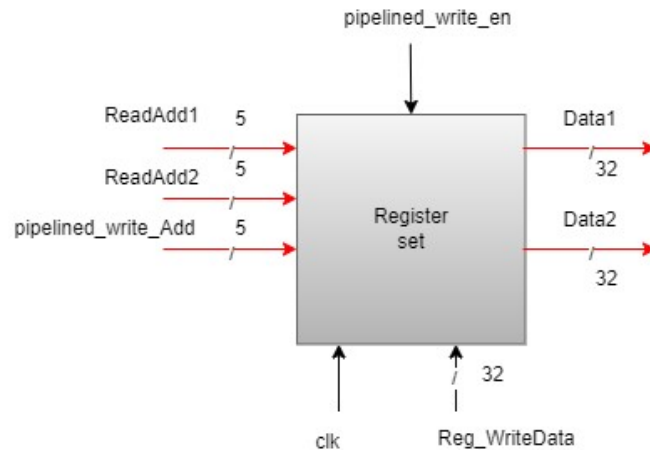 pipelined_write_en
ReadAdd1 5
Data1
32
ReadAdd2 5
Register
set
Data2
pipelined_write_Add 5
32
32
clk
Reg_WriteData